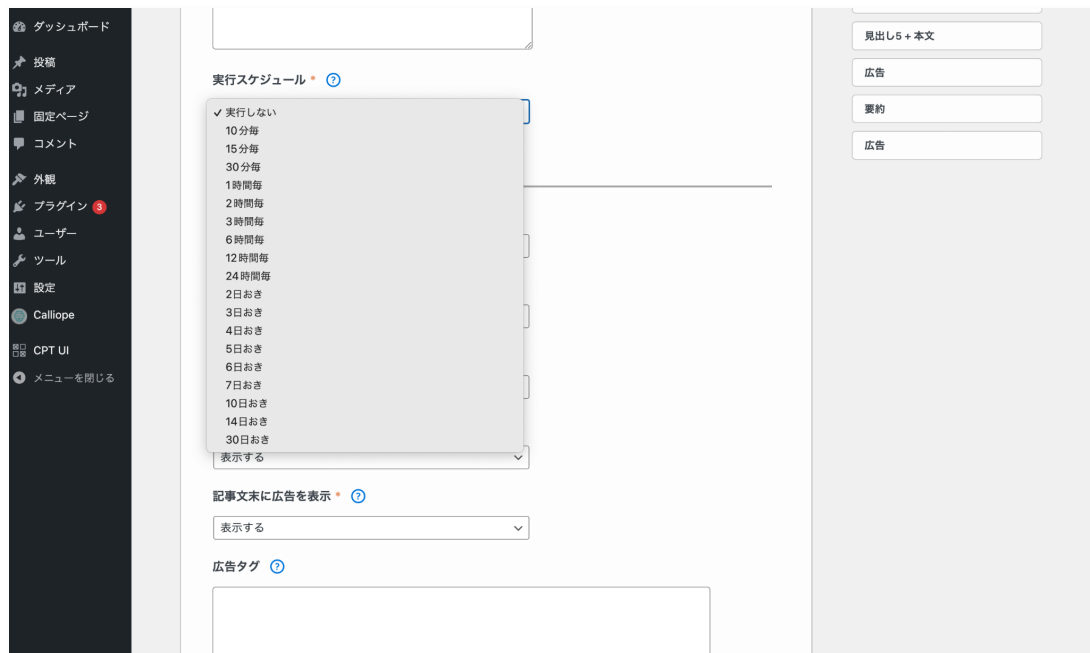 ダッシュボード
投稿
メディア
固定ページ
コメント
外観
プラグイン 3
ユーザー
ツール
設定
Calliope
CPT UI
メニューを閉じる
実行スケジュール * ?
✓ 実行しない
10分毎
15分毎
30分毎
1時間毎
2時間毎
3時間毎
6時間毎
12時間毎
24時間毎
2日おき
3日おき
4日おき
5日おき
6日おき
7日おき
10日おき
14日おき
30日おき
表示する
記事文末に広告を表示 * ?
表示する
広告タグ ?
見出し5 + 本文
広告
要約
広告